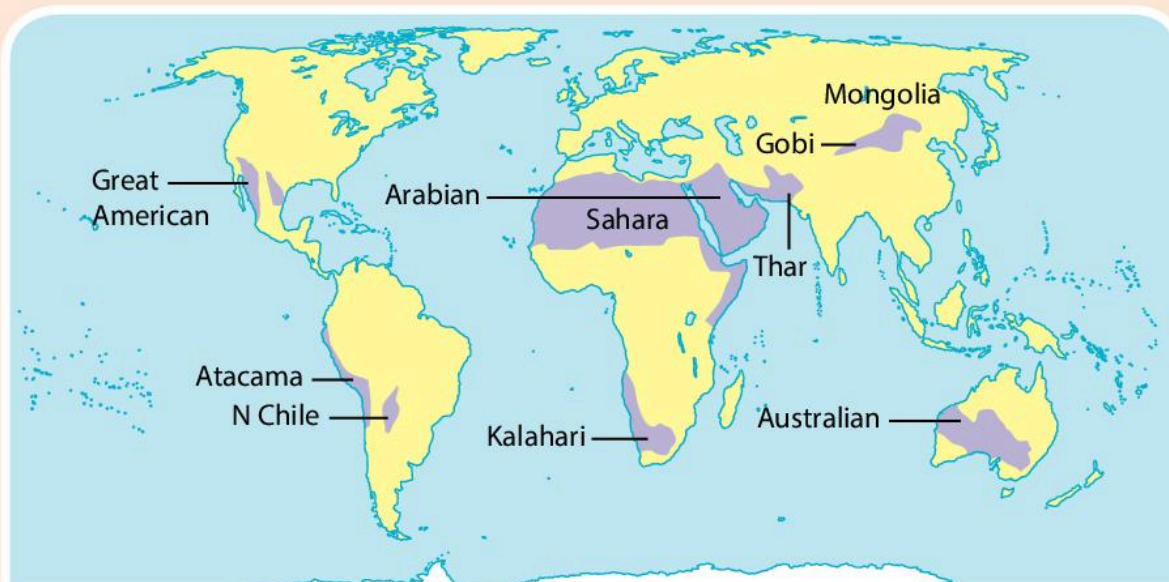 Mongolia
Gobi
Great
American
Arabian
Sahara
Thar
Atacama
N Chile
Kalahari
Australian